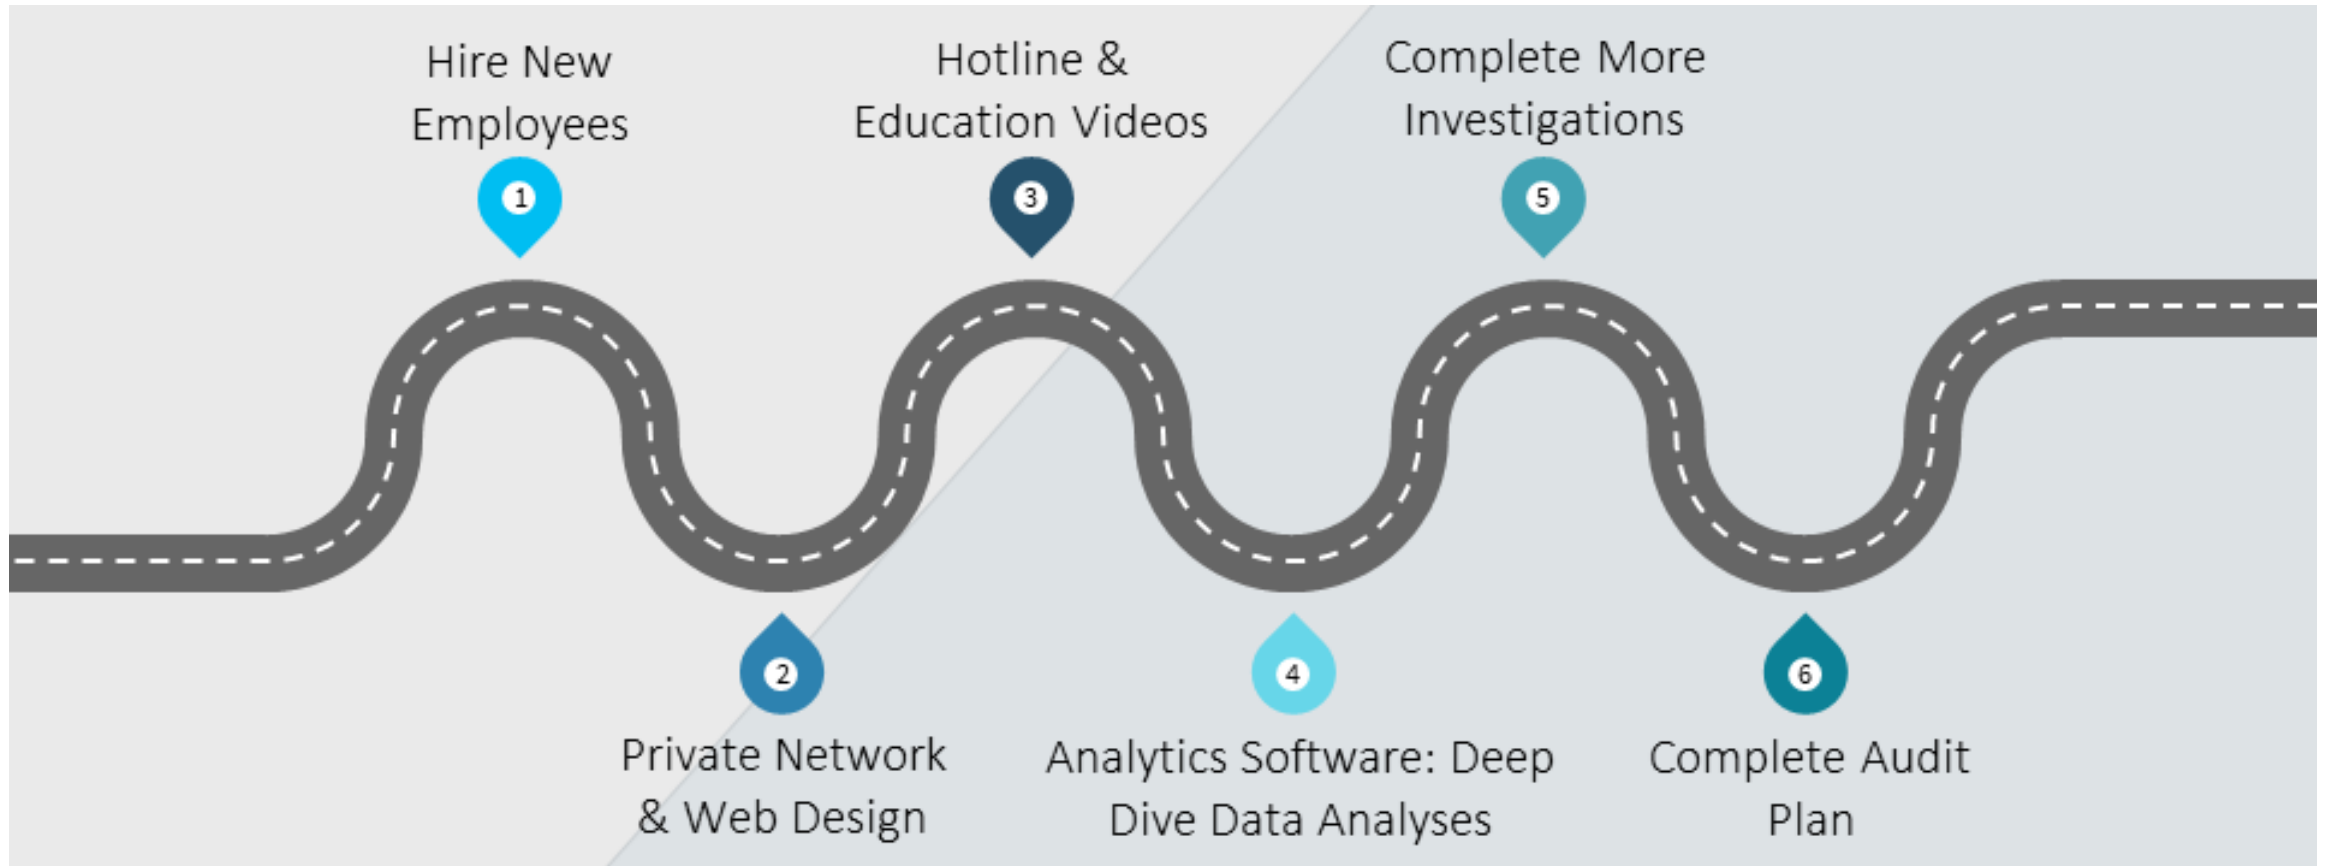 Hire New
Employees
1
Private Network
& Web Design
2
Hotline &
Education Videos
3
Analytics Software: Deep
Dive Data Analyses
4
Complete More
Investigations
5
Complete Audit
Plan
6